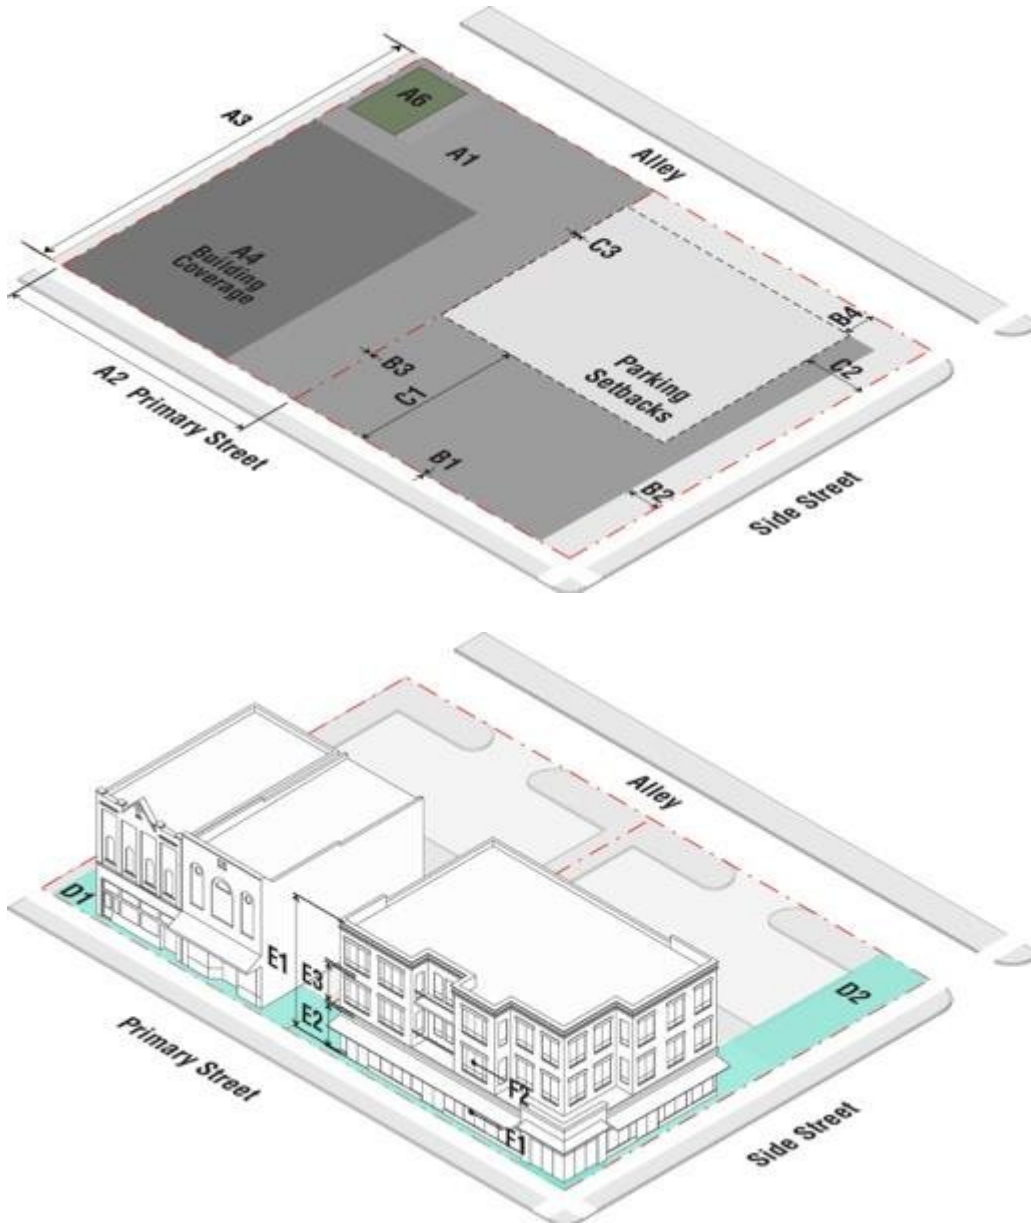 A3
A6
A1
Alley
A4
Building
Coverage
C3
B4
B3
C1
Parking
Setbacks
C2
A2 Primary Street
B1
B2
Side Street
Alley
D1
E1
E3
E2
D2
Primary Street
F2
F1
Side Street